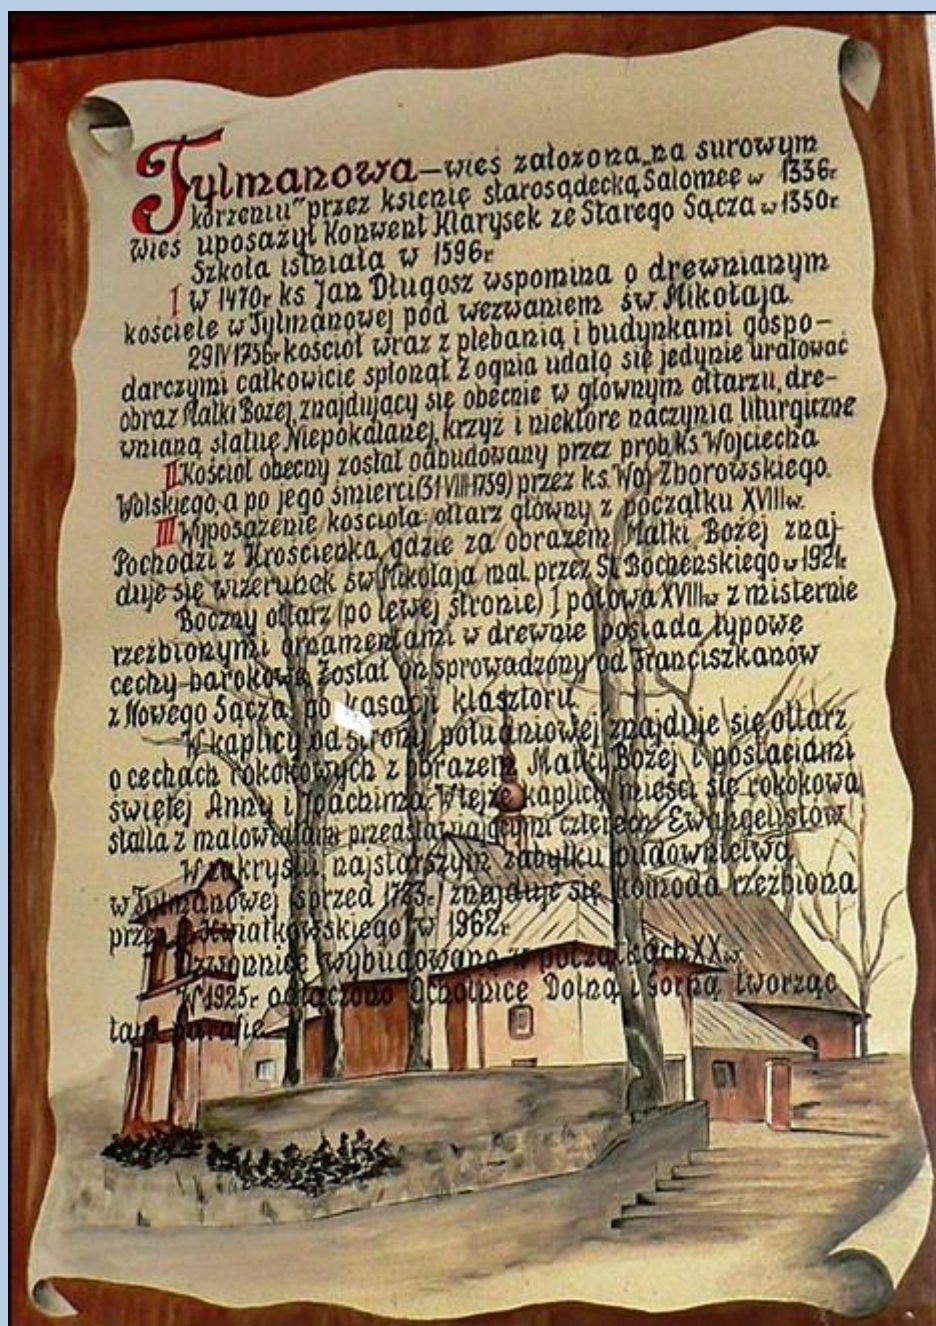 Tylmanowa – wieś założona „na surowym
korzeniu" przez ksienię starosądecką Salomeę w 1336r
wieś uposażył Konwent Klarysek ze Starego Sącza w 1350r
Szkoła istniała w 1596r
I W 1470r ks Jan Długosz wspomina o drewnianym
kościele w Tylmanowej pod wezwaniem św. Mikołaja.
29 IV 1756r kościół wraz z plebanią i budynkami gospo-
darczymi całkowicie spłonął. Z ognia udało się jedynie uratować
obraz Matki Bożej, znajdujący się obecnie w głównym ołtarzu, dre-
wnianą statuę Niepokalanej, krzyż i niektóre naczynia liturgiczne
II Kościół obecny został odbudowany przez prob. ks. Wojciecha
Wolskiego, a po jego śmierci (31 VIII 1759) przez ks. Woj Zborowskiego.
III Wyposażenie kościoła: ołtarz główny z początku XVIII w.
Pochodzi z Krościenka, gdzie za obrazem Matki Bożej znaj-
duje się wizerunek św Mikołaja mal. przez St. Bocheńskiego w 1921r
Boczny ołtarz (po lewej stronie) I połowa XVIII w z misternie
rzeźbionymi ornamentami w drewnie posiada typowe
cechy barokowe. Został on sprowadzony od Franciszkanów
z Nowego Sącza, po kasacji klasztoru
W kaplicy od strony południowej znajduje się ołtarz
o cechach rokokowych z obrazem Matki Bożej i postaciami
świętej Anny i Joachima. W tejże kaplicy mieści się rokokowa
stalla z malowidłami przedstawiającymi czterech Ewangelistów
W zakrystii, najstarszym zabytku budownictwa
w Tylmanowej sprzed znajduje się komoda rzeźbiona
przez Kwiatkowskiego w 1962r
Dzwonnicę wybudowano w początkach XX w.
W 1925r odłączono Ochotnicę Dolną i Górną tworząc
tam parafie